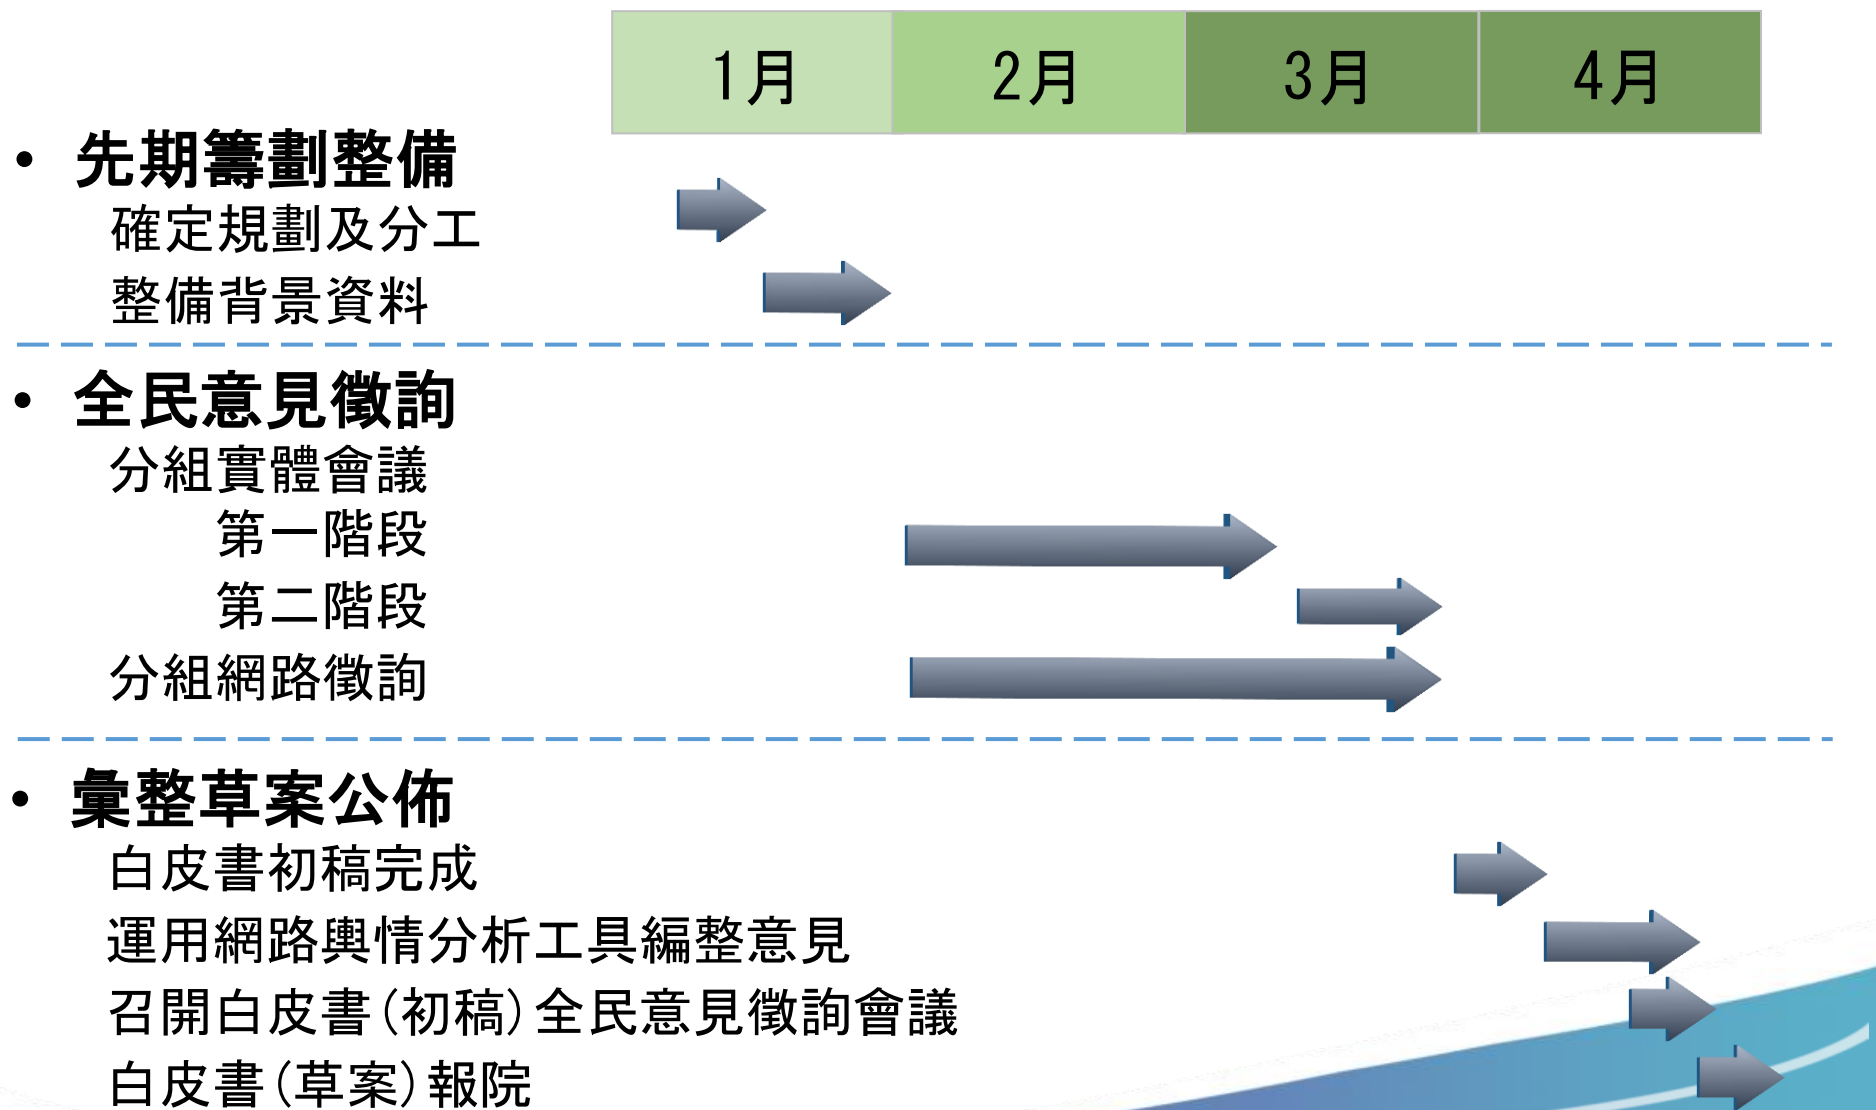 1月 2月 3月 4月
• 先期籌劃整備
確定規劃及分工
整備背景資料
• 全民意見徵詢
分組實體會議
第一階段
第二階段
分組網路徵詢
• 彙整草案公佈
白皮書初稿完成
運用網路輿情分析工具編整意見
召開白皮書(初稿)全民意見徵詢會議
白皮書(草案)報院